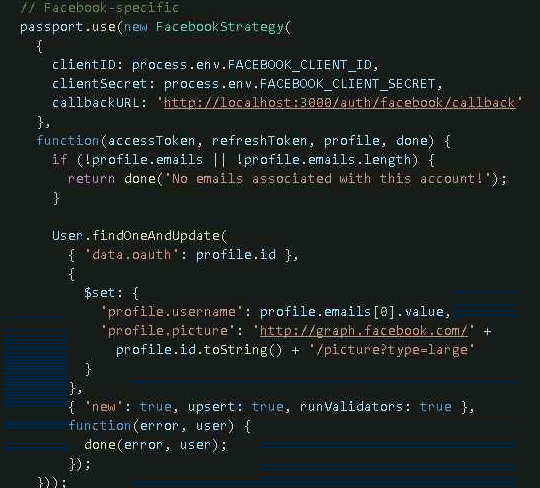 // Facebook-specific
passport.use(new FacebookStrategy(
  {
    clientID: process.env.FACEBOOK_CLIENT_ID,
    clientSecret: process.env.FACEBOOK_CLIENT_SECRET,
    callbackURL: 'http://localhost:3000/auth/facebook/callback'
  },
  function(accessToken, refreshToken, profile, done) {
    if (!profile.emails || !profile.emails.length) {
      return done('No emails associated with this account!');
    }

    User.findOneAndUpdate(
      { 'data.oauth': profile.id },
      {
        $set: {
          'profile.username': profile.emails[0].value,
          'profile.picture': 'http://graph.facebook.com/' +
            profile.id.toString() + '/picture?type=large'
        }
      },
      { 'new': true, upsert: true, runValidators: true },
      function(error, user) {
        done(error, user);
      });
  }));